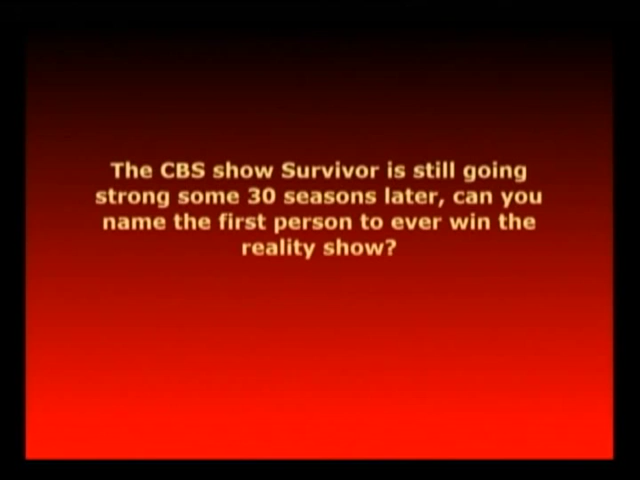 The CBS show Survivor is still going
strong some 30 seasons later, can you
name the first person to ever win the
reality show?